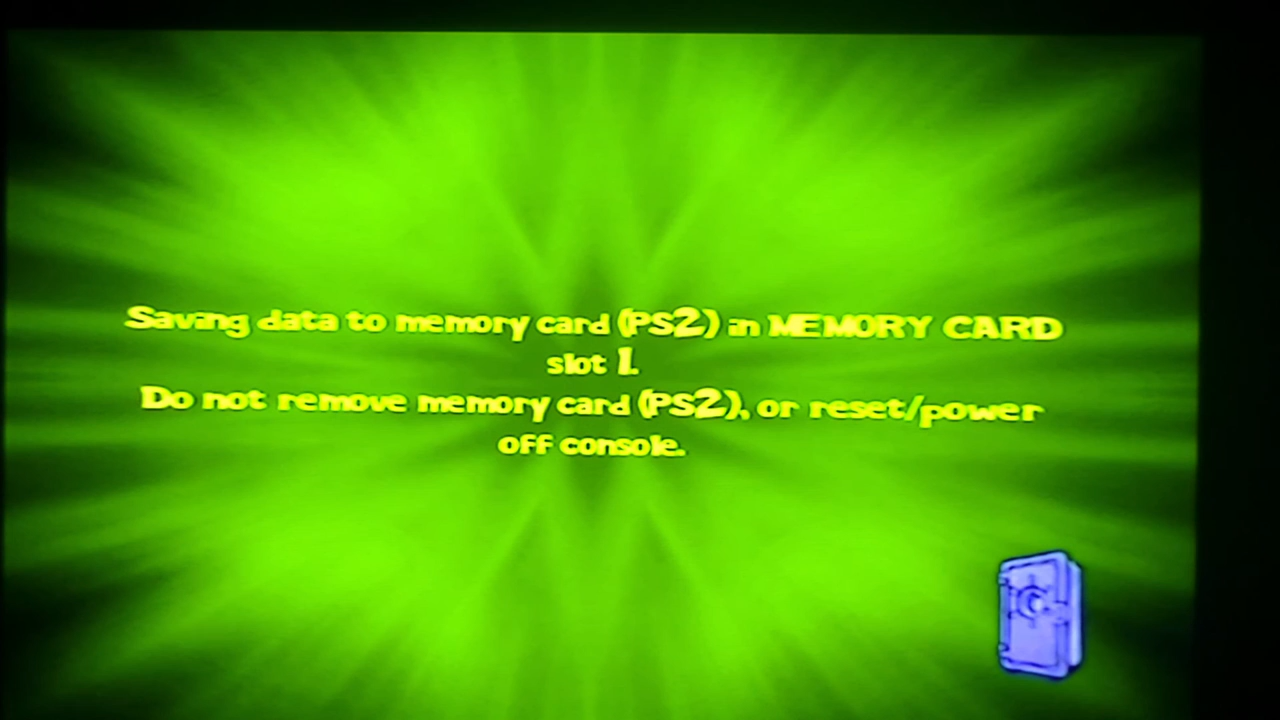 Saving data to memory card (PS2) in MEMORY CARD
slot 1.
Do not remove memory card (PS2), or reset/power
off console.